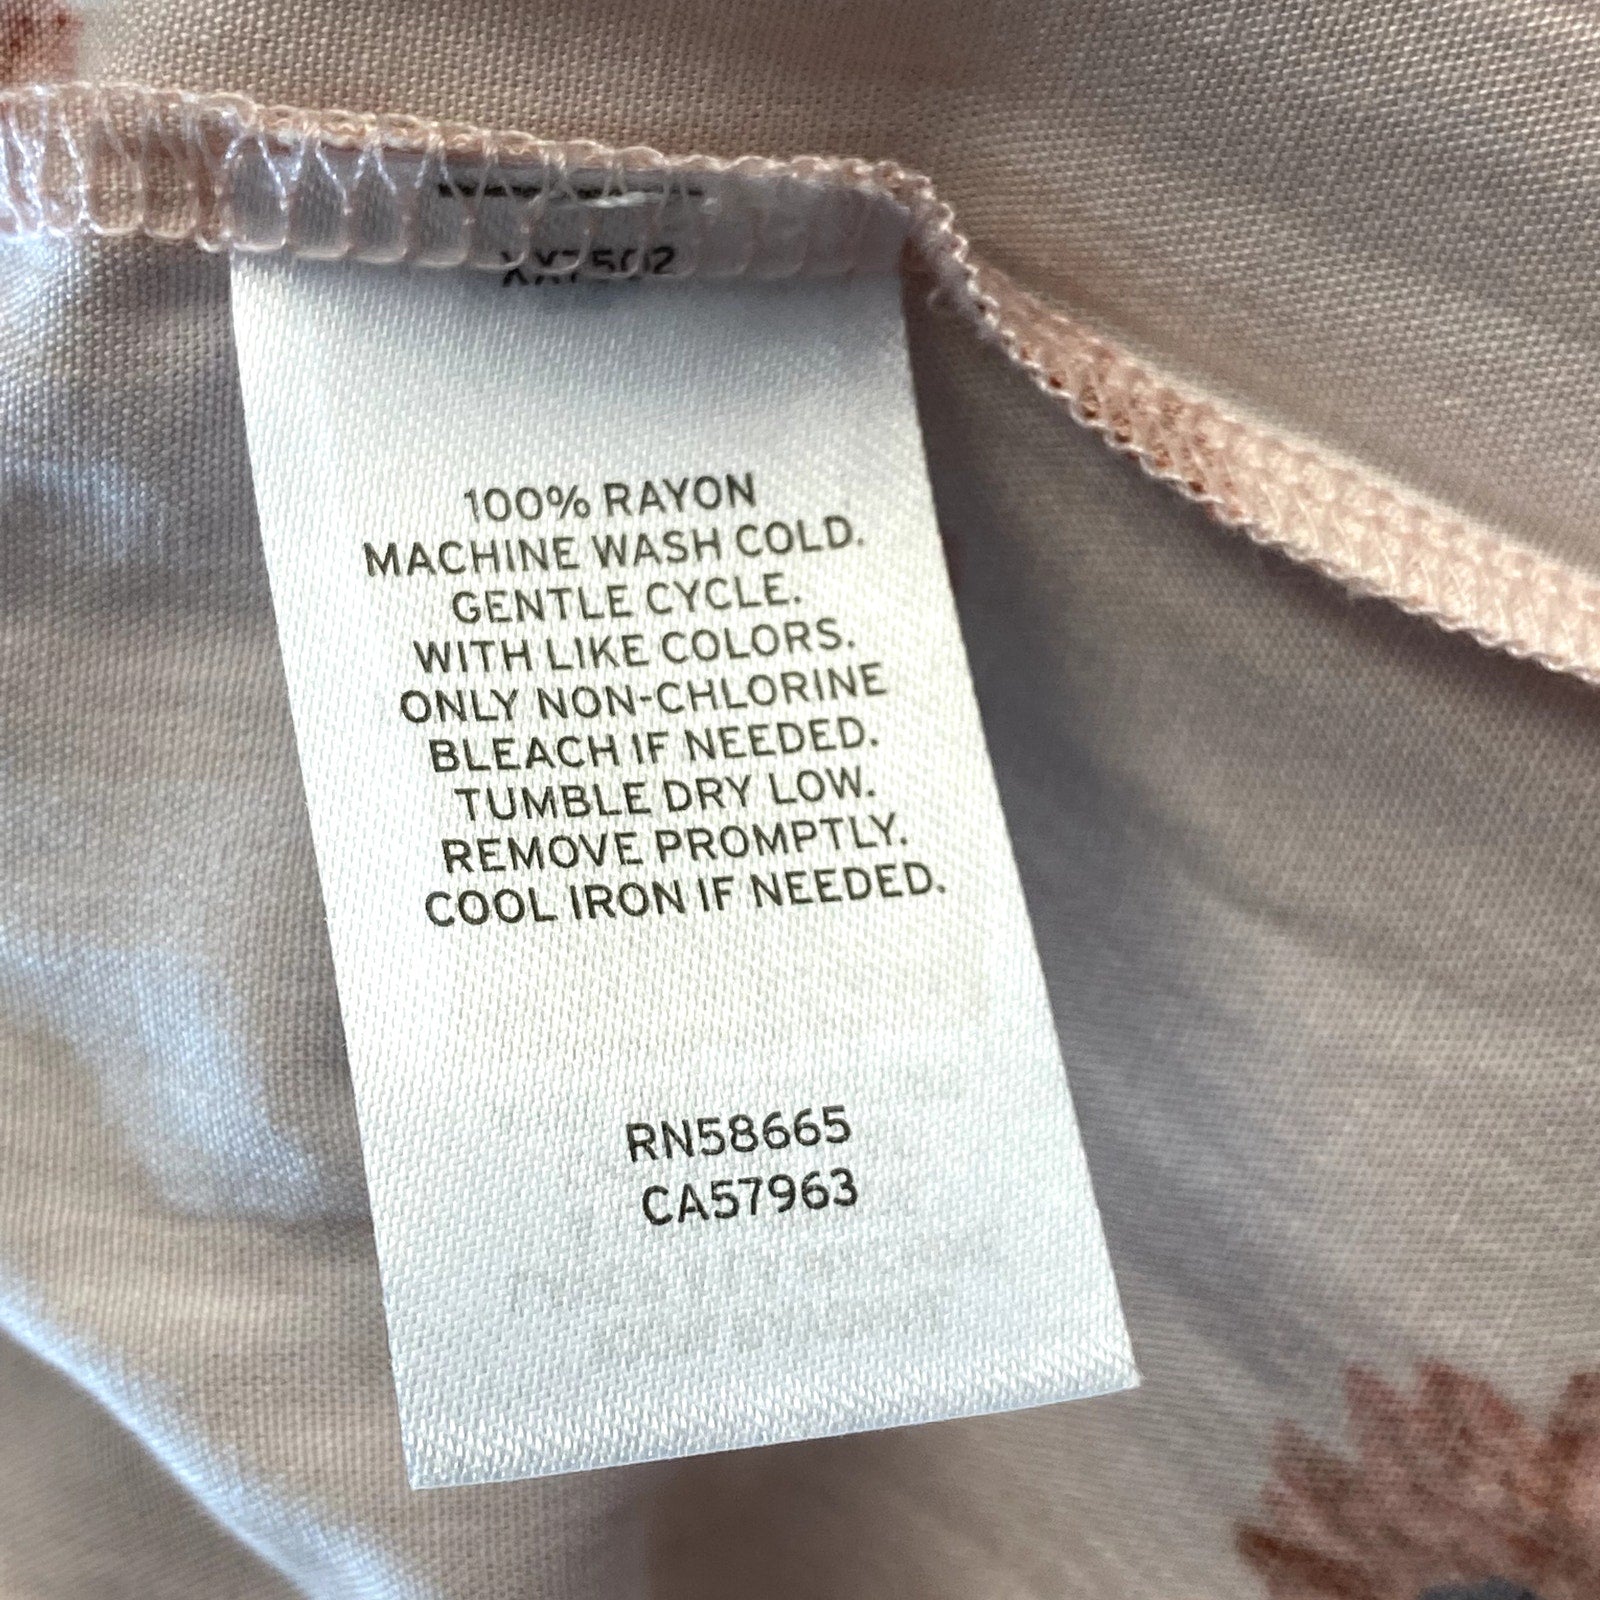 100% RAYON
MACHINE WASH COLD.
GENTLE CYCLE.
WITH LIKE COLORS.
ONLY NON-CHLORINE
BLEACH IF NEEDED.
TUMBLE DRY LOW.
REMOVE PROMPTLY.
COOL IRON IF NEEDED.
RN58665
CA57963